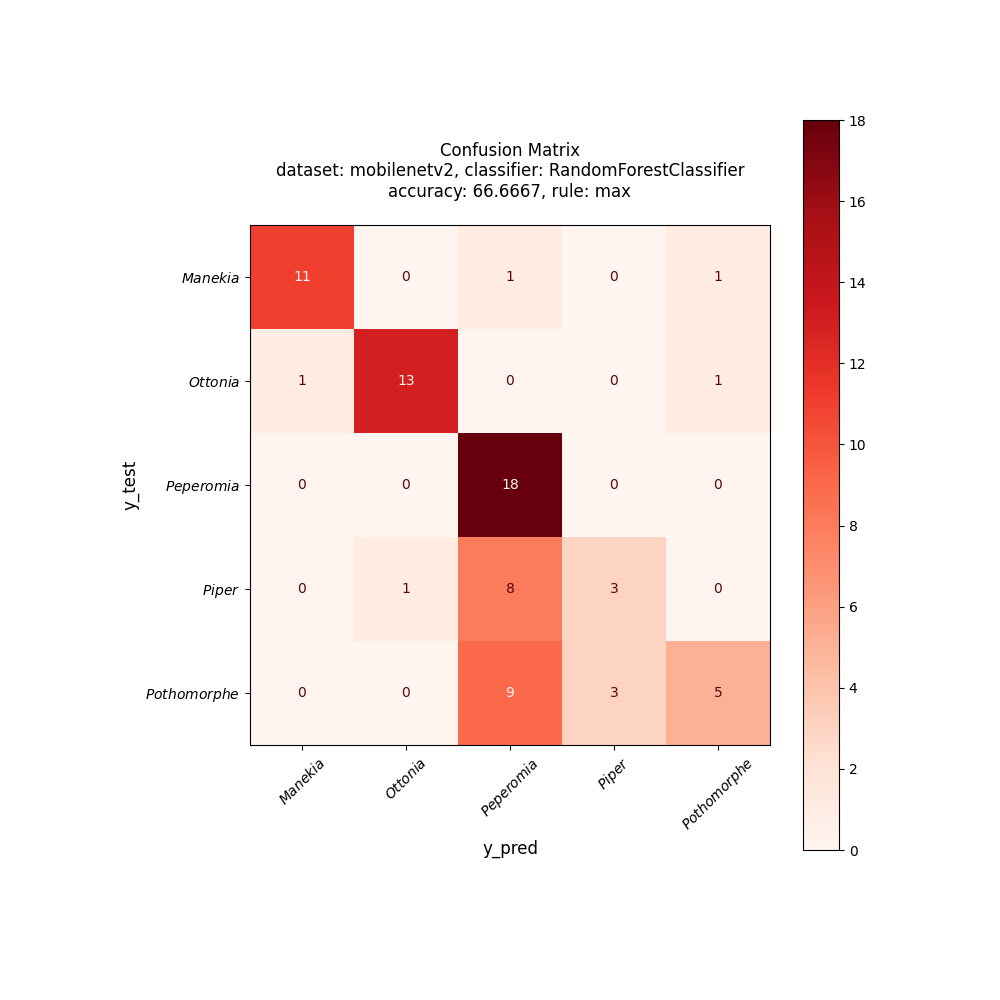 Confusion Matrix
dataset: mobilenetv2, classifier: RandomForestClassifier
accuracy: 66.6667, rule: max
y_test
Manekia 11 0 1 0 1
Ottonia 1 13 0 0 1
Peperomia 0 0 18 0 0
Piper 0 1 8 3 0
Pothomorphe 0 0 9 3 5
Manekia Ottonia Peperomia Piper Pothomorphe
y_pred
18
16
14
12
10
8
6
4
2
0